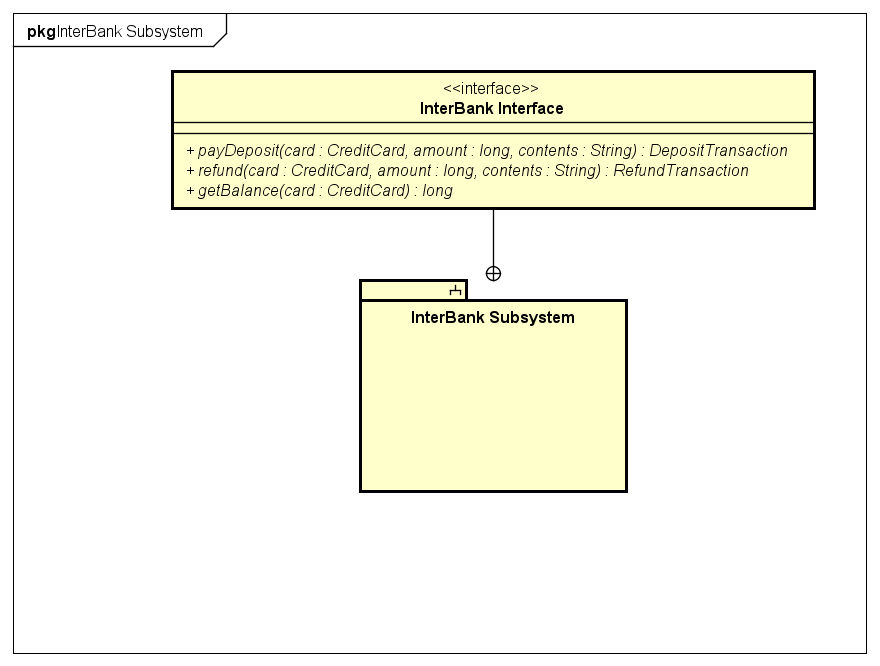 pkgInterBank Subsystem
<<interface>>
InterBank Interface
+ payDeposit(card : CreditCard, amount : long, contents : String) : DepositTransaction
+ refund(card : CreditCard, amount : long, contents : String) : RefundTransaction
+ getBalance(card : CreditCard) : long
InterBank Subsystem